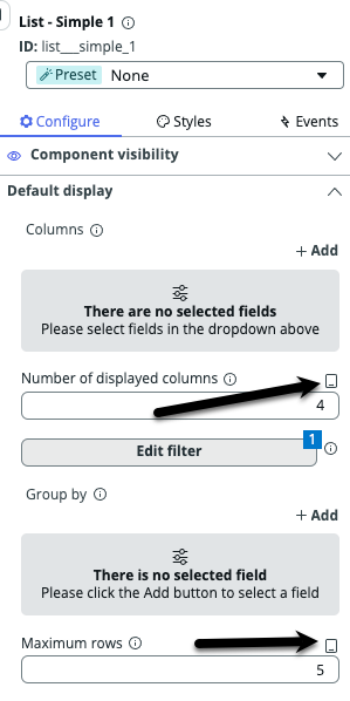 List - Simple 1
ID: list__simple_1
Preset None
Configure Styles Events
Component visibility
Default display
Columns
+ Add
There are no selected fields
Please select fields in the dropdown above
Number of displayed columns
4
Edit filter 1
Group by
+ Add
There is no selected field
Please click the Add button to select a field
Maximum rows
5